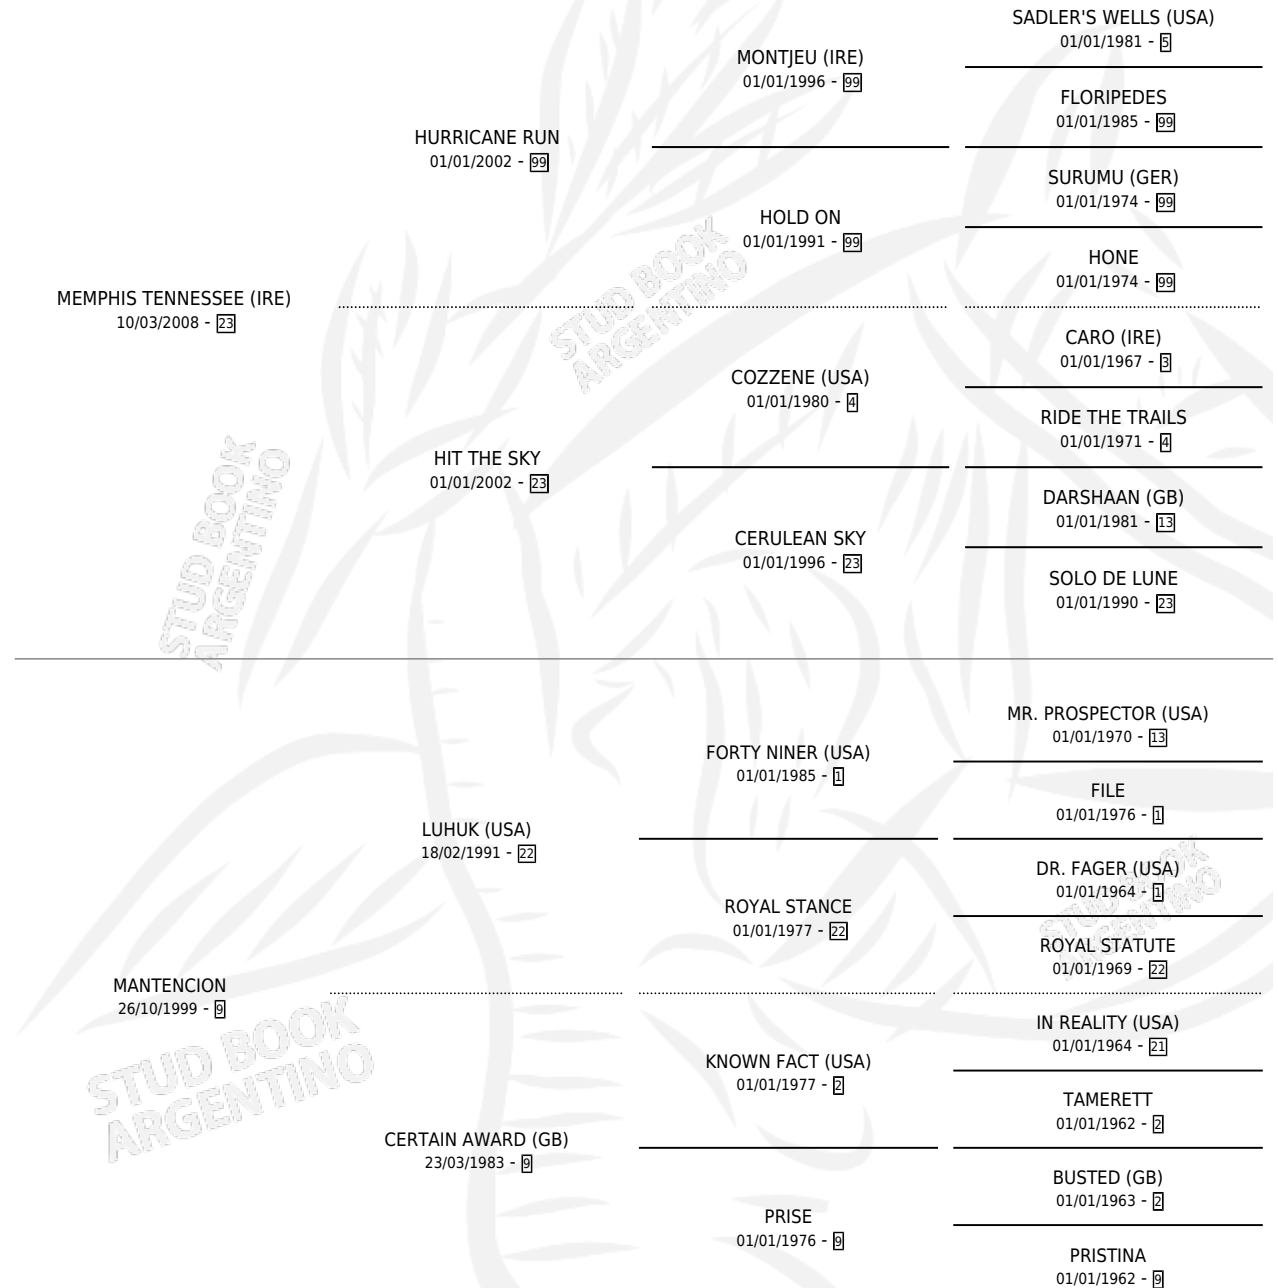 SADLER'S WELLS (USA)
01/01/1981 - 5
MONTJEU (IRE)
01/01/1996 - 99
FLORIPEDES
01/01/1985 - 99
HURRICANE RUN
01/01/2002 - 99
SURUMU (GER)
01/01/1974 - 99
HOLD ON
01/01/1991 - 99
HONE
01/01/1974 - 99
MEMPHIS TENNESSEE (IRE)
10/03/2008 - 23
STUD BOOK
ARGENTINO
CARO (IRE)
01/01/1967 - 3
COZZENE (USA)
01/01/1980 - 4
RIDE THE TRAILS
01/01/1971 - 4
HIT THE SKY
01/01/2002 - 23
DARSHAAN (GB)
01/01/1981 - 13
CERULEAN SKY
01/01/1996 - 23
SOLO DE LUNE
01/01/1990 - 23
STUD BOOK
ARGENTINO
MR. PROSPECTOR (USA)
01/01/1970 - 13
FORTY NINER (USA)
01/01/1985 - 1
FILE
01/01/1976 - 1
LUHUK (USA)
18/02/1991 - 22
DR. FAGER (USA)
01/01/1964 - 1
ROYAL STANCE
01/01/1977 - 22
STUD BOOK
ARGENTINO
ROYAL STATUTE
01/01/1969 - 22
MANTENCION
26/10/1999 - 9
IN REALITY (USA)
01/01/1964 - 21
KNOWN FACT (USA)
01/01/1977 - 2
STUD BOOK
ARGENTINO
TAMERETT
01/01/1962 - 2
CERTAIN AWARD (GB)
23/03/1983 - 9
BUSTED (GB)
01/01/1963 - 2
PRISE
01/01/1976 - 9
PRISTINA
01/01/1962 - 9